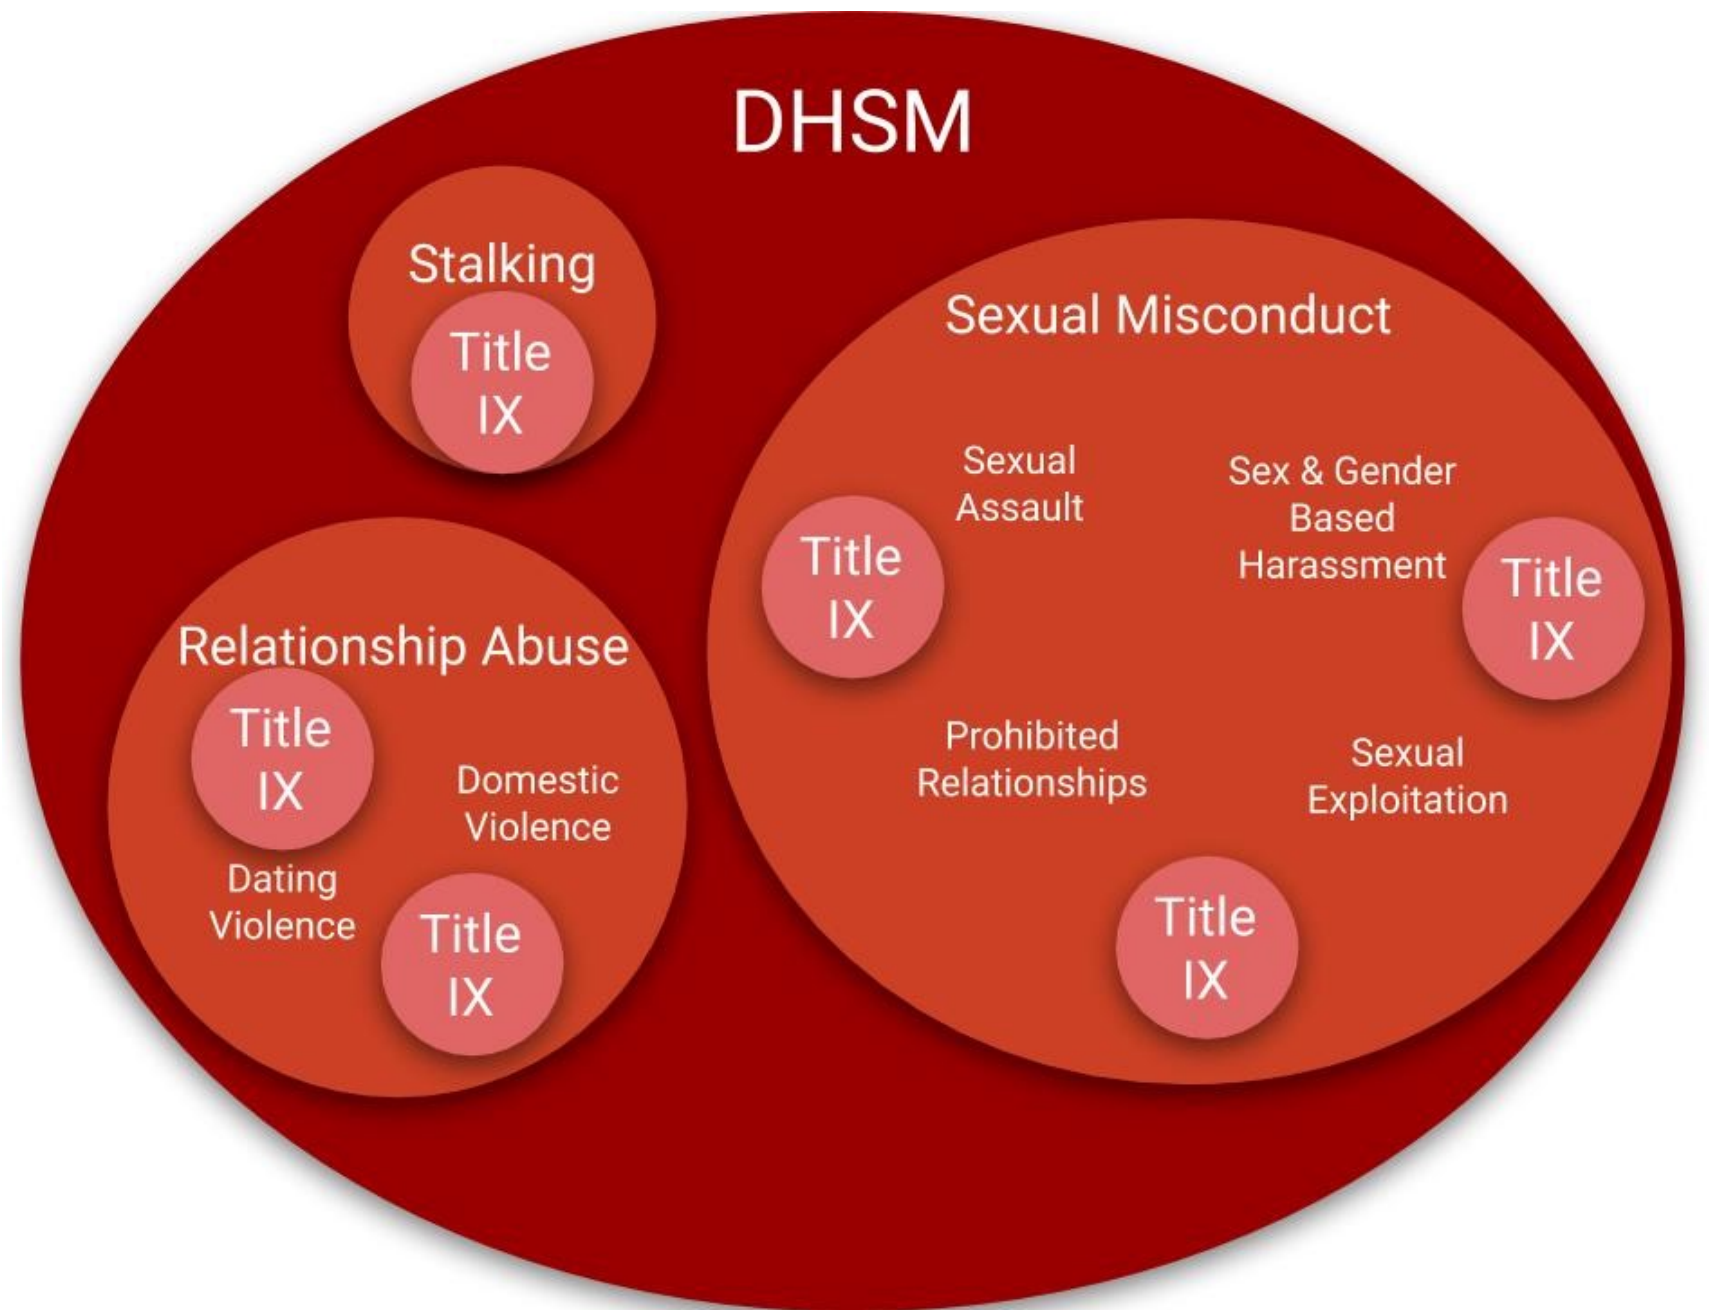 DHSM
Stalking
Title
IX
Sexual Misconduct
Sexual
Assault
Sex & Gender
Based
Harassment
Title
IX
Title
IX
Prohibited
Relationships
Sexual
Exploitation
Title
IX
Relationship Abuse
Title
IX
Domestic
Violence
Dating
Violence
Title
IX